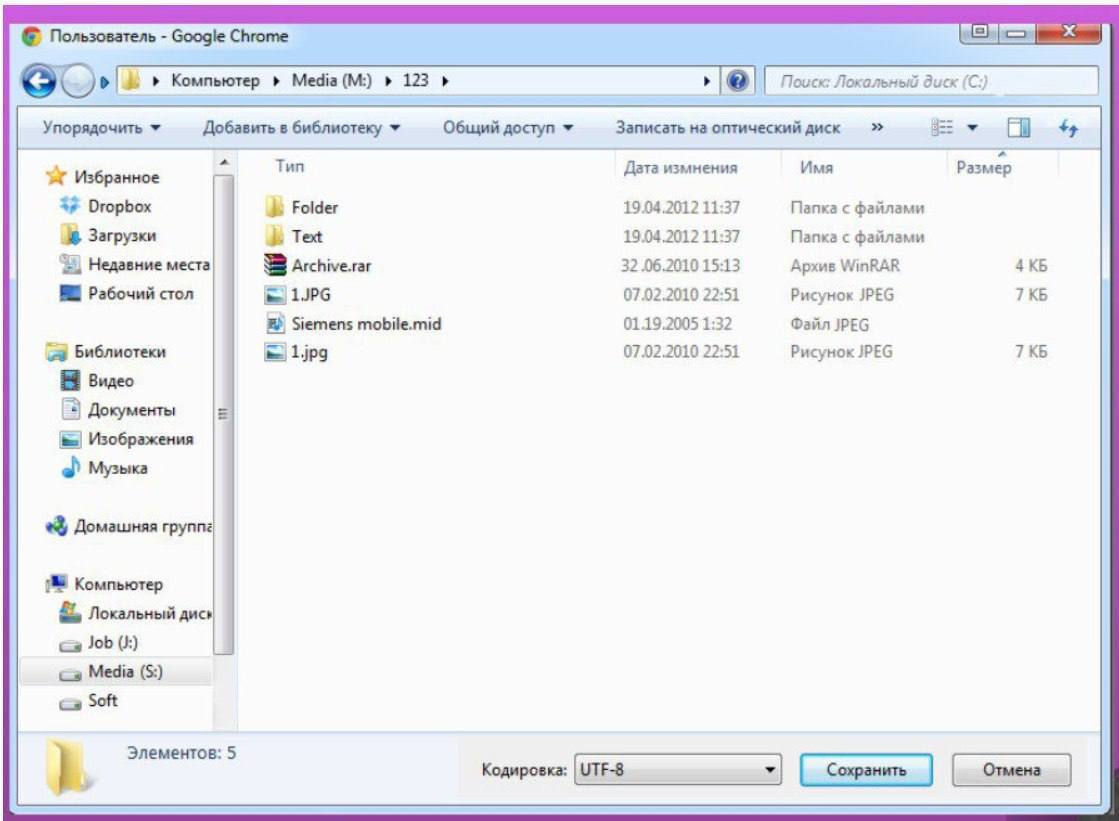 Пользователь - Google Chrome
Компьютер Media (M:) 123
Поиск: Локальный диск (C:)
Упорядочить Добавить в библиотеку Общий доступ Записать на оптический диск »
Избранное
Dropbox
Загрузки
Недавние места
Рабочий стол
Библиотеки
Видео
Документы
Изображения
Музыка
Домашняя группа
Компьютер
Локальный диск
Job (J:)
Media (S:)
Soft
Тип Дата измнения Имя Размер
Folder 19.04.2012 11:37 Папка с файлами
Text 19.04.2012 11:37 Папка с файлами
Archive.rar 32 .06.2010 15:13 Архив WinRAR 4 КБ
1.JPG 07.02.2010 22:51 Рисунок JPEG 7 КБ
Siemens mobile.mid 01.19.2005 1:32 Файл JPEG
1.jpg 07.02.2010 22:51 Рисунок JPEG 7 КБ
Элементов: 5
Кодировка: UTF-8 Сохранить Отмена